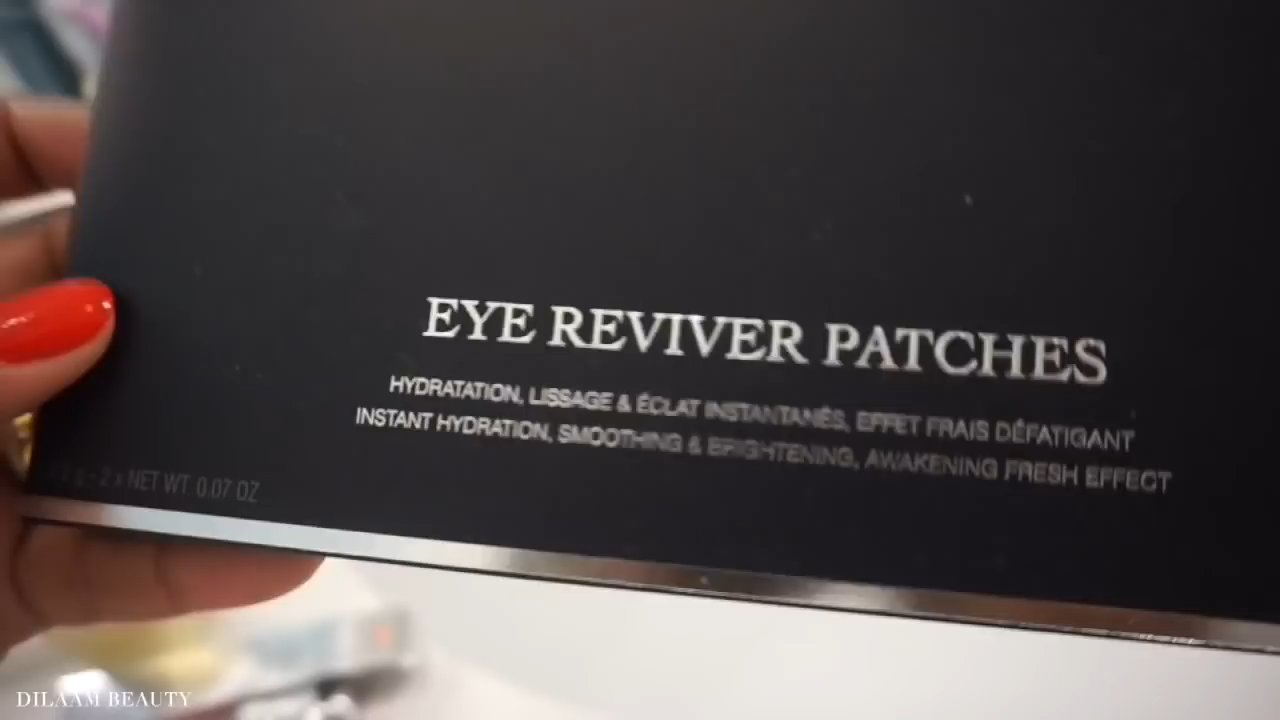 EYE REVIVER PATCHES
HYDRATATION, LISSAGE & ÉCLAT INSTANTANÉS, EFFET FRAIS DÉFATIGANT
INSTANT HYDRATION, SMOOTHING & BRIGHTENING, AWAKENING FRESH EFFECT
g - 2 x NET WT 0.07 OZ
DILAAM BEAUTY